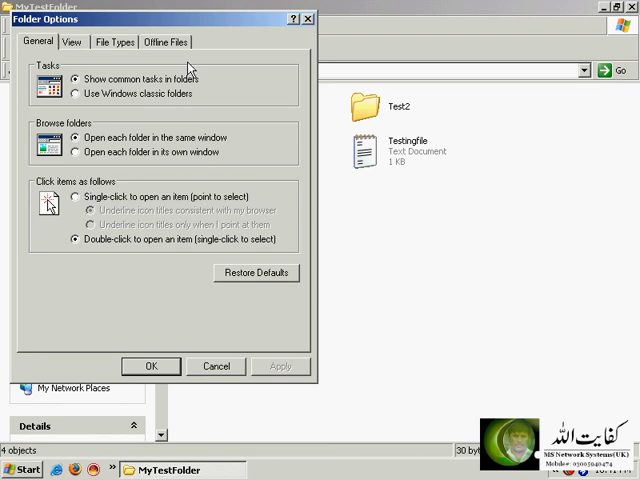 MyTestFolder
Folder Options
General
View
File Types
Offline Files
Tasks
Show common tasks in folders
Use Windows classic folders
Browse folders
Open each folder in the same window
Open each folder in its own window
Click items as follows
Single-click to open an item (point to select)
Underline icon titles consistent with my browser
Underline icon titles only when I point at them
Double-click to open an item (single-click to select)
Restore Defaults
OK
Cancel
Apply
Go
Test2
Testingfile
Text Document
1 KB
My Network Places
Details
4 objects
Start
MyTestFolder
کفایت اللہ
MS Network Systems(UK)
Mobile: 03005940474